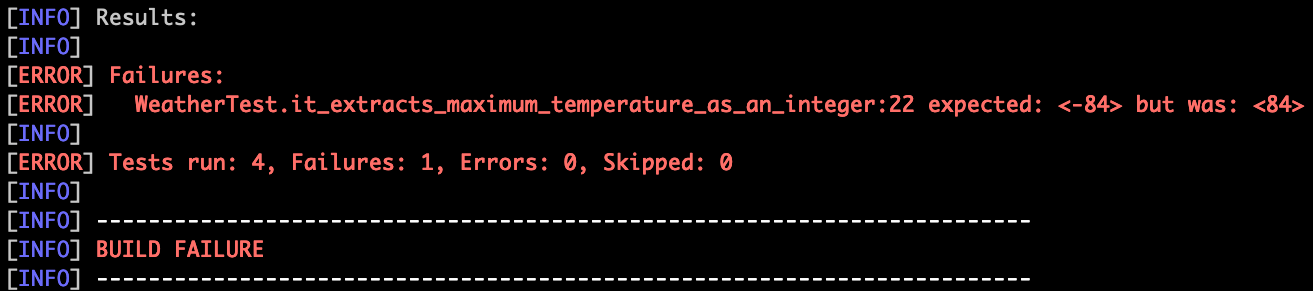 [INFO] Results:
[INFO]
[ERROR] Failures:
[ERROR]   WeatherTest.it_extracts_maximum_temperature_as_an_integer:22 expected: <-84> but was: <84>
[INFO]
[ERROR] Tests run: 4, Failures: 1, Errors: 0, Skipped: 0
[INFO]
[INFO] ------------------------------------------------------------------------
[INFO] BUILD FAILURE
[INFO] ------------------------------------------------------------------------